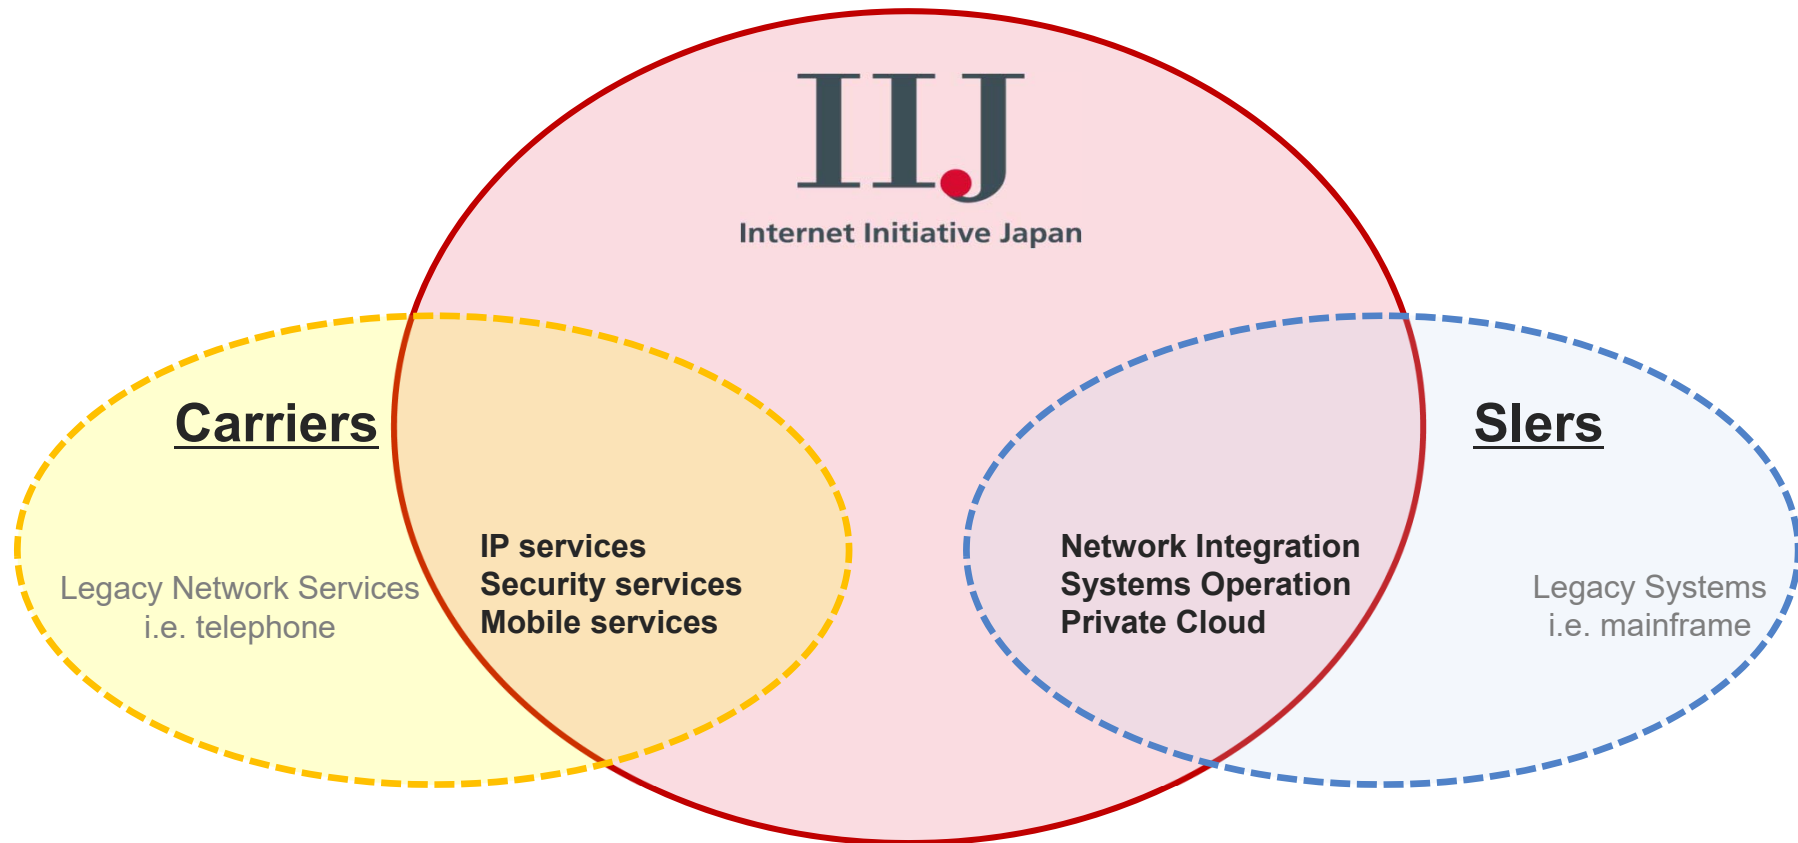 IIJ
Internet Initiative Japan
Carriers
Legacy Network Services
i.e. telephone
IP services
Security services
Mobile services
Network Integration
Systems Operation
Private Cloud
SIers
Legacy Systems
i.e. mainframe